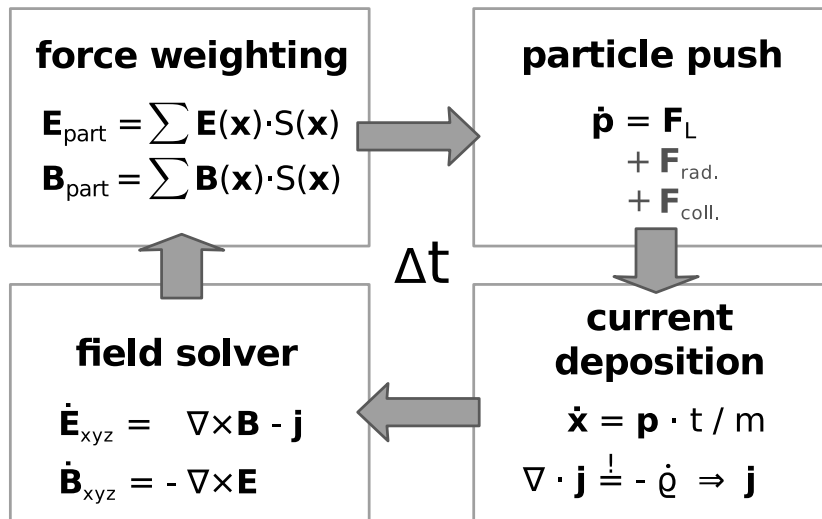 force weighting
E_part = ∑ E(x)·S(x)
B_part = ∑ B(x)·S(x)
particle push
ṗ = F_L
+ F_rad.
+ F_coll.
Δt
field solver
Ė_xyz = ∇×B - j
Ḃ_xyz = - ∇×E
current
deposition
ẋ = p · t / m
∇ · j =! - ϱ̇ ⇒ j